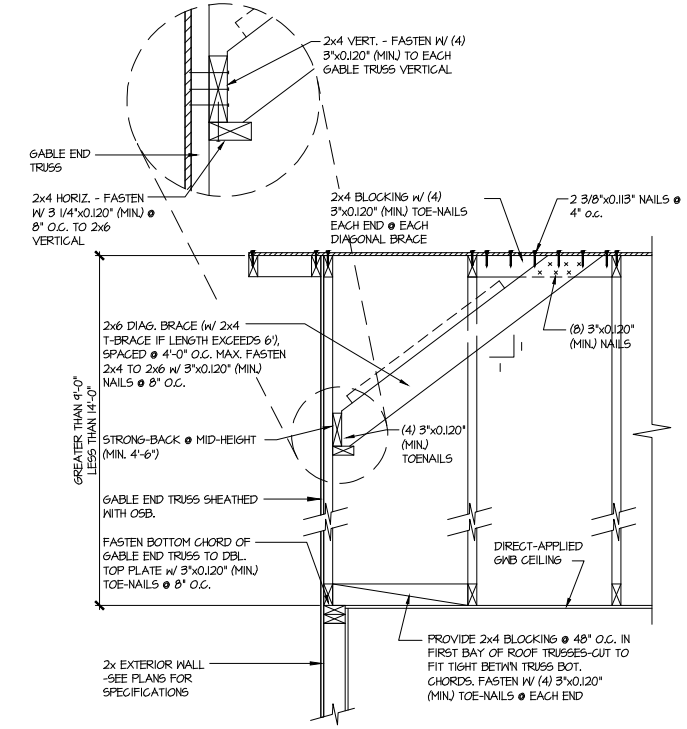 2x4 VERT. - FASTEN W/ (4)
3"x0.120" (MIN.) TO EACH
GABLE TRUSS VERTICAL
GABLE END
TRUSS
2x4 HORIZ. - FASTEN
W/ 3 1/4"x0.120" (MIN.) @
8" O.C. TO 2x6
VERTICAL
2x4 BLOCKING w/ (4)
3"x0.120" (MIN.) TOE-NAILS
EACH END @ EACH
DIAGONAL BRACE
2 3/8"x0.113" NAILS @
4" o.c.
2x6 DIAG. BRACE (w/ 2x4
T-BRACE IF LENGTH EXCEEDS 6'),
SPACED @ 4'-0" O.C. MAX. FASTEN
2x4 TO 2x6 w/ 3"x0.120" (MIN.)
NAILS @ 8" O.C.
(8) 3"x0.120"
(MIN.) NAILS
1
1
GREATER THAN 9'-0"
LESS THAN 14'-0"
STRONG-BACK @ MID-HEIGHT
(MIN. 4'-6")
(4) 3"x0.120"
(MIN.)
TOENAILS
GABLE END TRUSS SHEATHED
WITH OSB.
FASTEN BOTTOM CHORD OF
GABLE END TRUSS TO DBL.
TOP PLATE w/ 3"x0.120" (MIN.)
TOE-NAILS @ 8" O.C.
DIRECT-APPLIED
GWB CEILING
2x EXTERIOR WALL
-SEE PLANS FOR
SPECIFICATIONS
PROVIDE 2x4 BLOCKING @ 48" O.C. IN
FIRST BAY OF ROOF TRUSSES-CUT TO
FIT TIGHT BETW'N TRUSS BOT.
CHORDS. FASTEN W/ (4) 3"x0.120"
(MIN.) TOE-NAILS @ EACH END